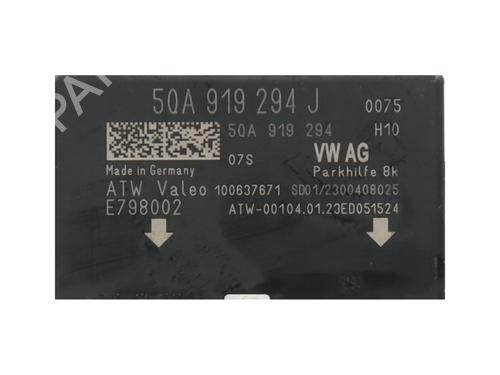 5QA 919 294 J 0075
5QA 919 294 H10
07S VW AG
Made in Germany Parkhilfe 8k
ATW Valeo 100637671 SD01/2300408025
E798002 ATW-00104.01.23ED051524